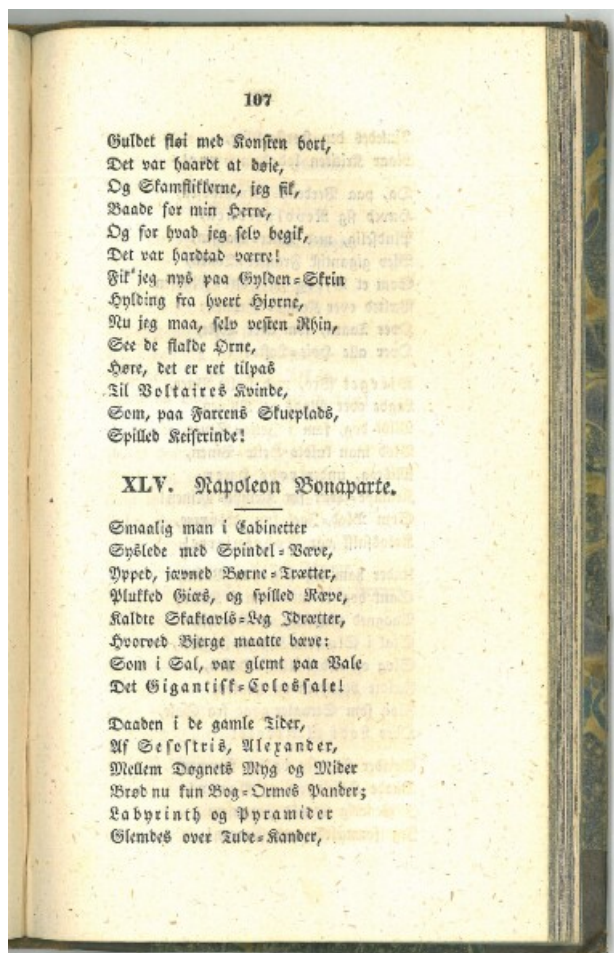 107
Guldet fløi med Konsten bort,
Det var haardt at døie,
Og Skamflikkerne, jeg fik,
Baade for min Herre,
Og for hvad jeg selv begik,
Det var hardtad værre!
Fik jeg nys paa Gylden-Skrin
Hylding fra hvert Hjørne,
Nu jeg maa, selv vesten Rhin,
See de skakde Ørne,
Høre, det er ret tilpas
Til Voltaires Kvinde,
Som, paa Farcens Skueplads,
Spilled Keiserinde!
XLV. Napoleon Bonaparte.
Smaalig man i Cabinetter
Syslede med Spindel-Væve,
Ypped, jævned Børne-Trætter,
Plukked Giæs, og spilled Ræve,
Kaldte Skaktavls-Leg Idrætter,
Hvorved Bjerge maatte bæve:
Som i Sal, var glemt paa Vale
Det Gigantisk-Colossale!
Daaden i de gamle Tider,
Af Sesostris, Alexander,
Mellem Døgnets Myg og Mider
Brød nu kun Bog-Ormes Pander;
Labyrinth og Pyramider
Glemdes over Tude-Kander,